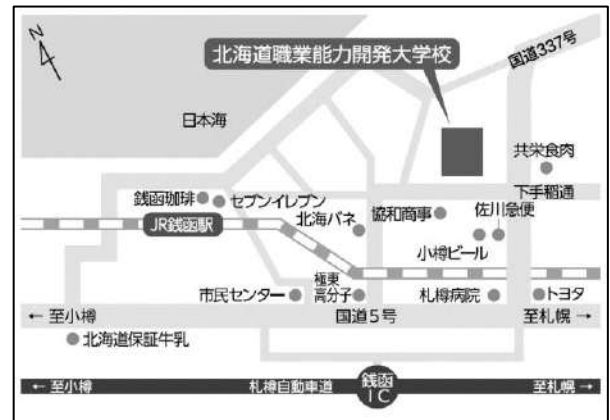 N
北海道職業能力開発大学校
国道337号
日本海
共栄食肉
下手稲通
銭函珈琲
セブンイレブン
北海バネ
協和商事
佐川急便
JR銭函駅
小樽ビール
市民センター
極東
高分子
札樽病院
トヨタ
← 至小樽
国道5号
至札幌 →
北海道保証牛乳
← 至小樽
札樽自動車道
銭函
IC
至札幌 →